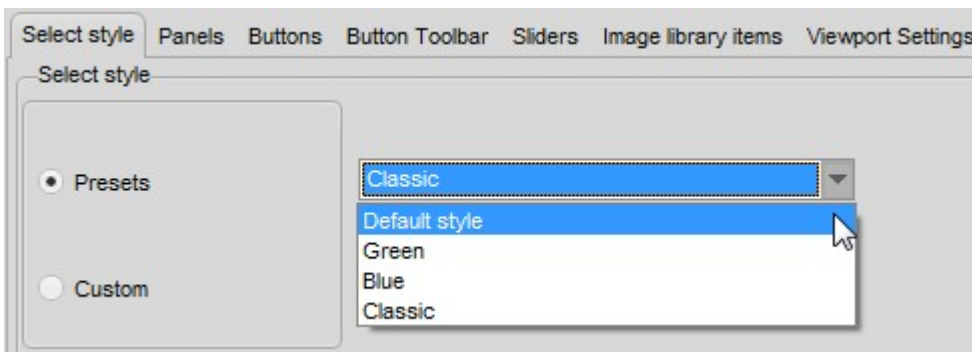 Select style Panels Buttons Button Toolbar Sliders Image library items Viewport Settings
Select style
Presets
Classic
Default style
Green
Blue
Custom
Classic